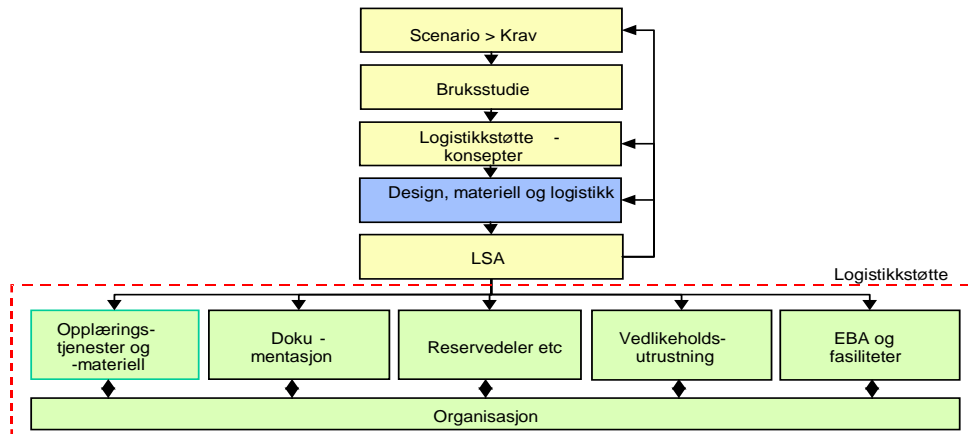 Scenario > Krav
Bruksstudie
Logistikkstøtte -
konsepter
Design, materiell og logistikk
LSA
Logistikkstøtte
Opplærings-
tjenester og
-materiell
Doku -
mentasjon
Reservedeler etc
Vedlikeholds-
utrustning
EBA og
fasiliteter
Organisasjon